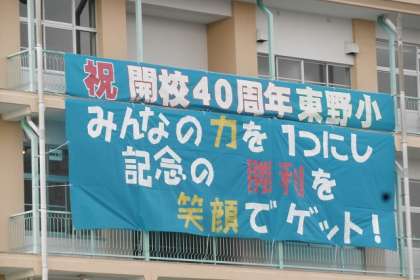 祝 開校40周年東野小
みんなの力を1つにし
記念の 勝利を
笑顔でゲット!